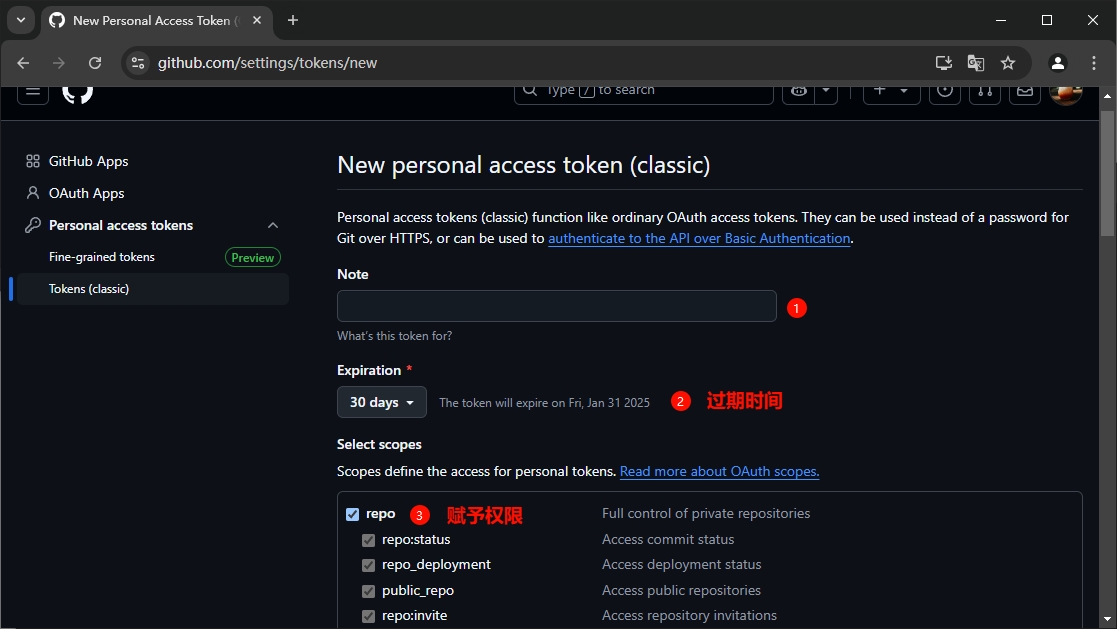 New Personal Access Token (
github.com/settings/tokens/new
Type / to search
GitHub Apps
OAuth Apps
Personal access tokens
Fine-grained tokens Preview
Tokens (classic)
New personal access token (classic)
Personal access tokens (classic) function like ordinary OAuth access tokens. They can be used instead of a password for
Git over HTTPS, or can be used to authenticate to the API over Basic Authentication.
Note
1
What's this token for?
Expiration *
30 days The token will expire on Fri, Jan 31 2025 2 过期时间
Select scopes
Scopes define the access for personal tokens. Read more about OAuth scopes.
repo 3 赋予权限 Full control of private repositories
repo:status Access commit status
repo_deployment Access deployment status
public_repo Access public repositories
repo:invite Access repository invitations